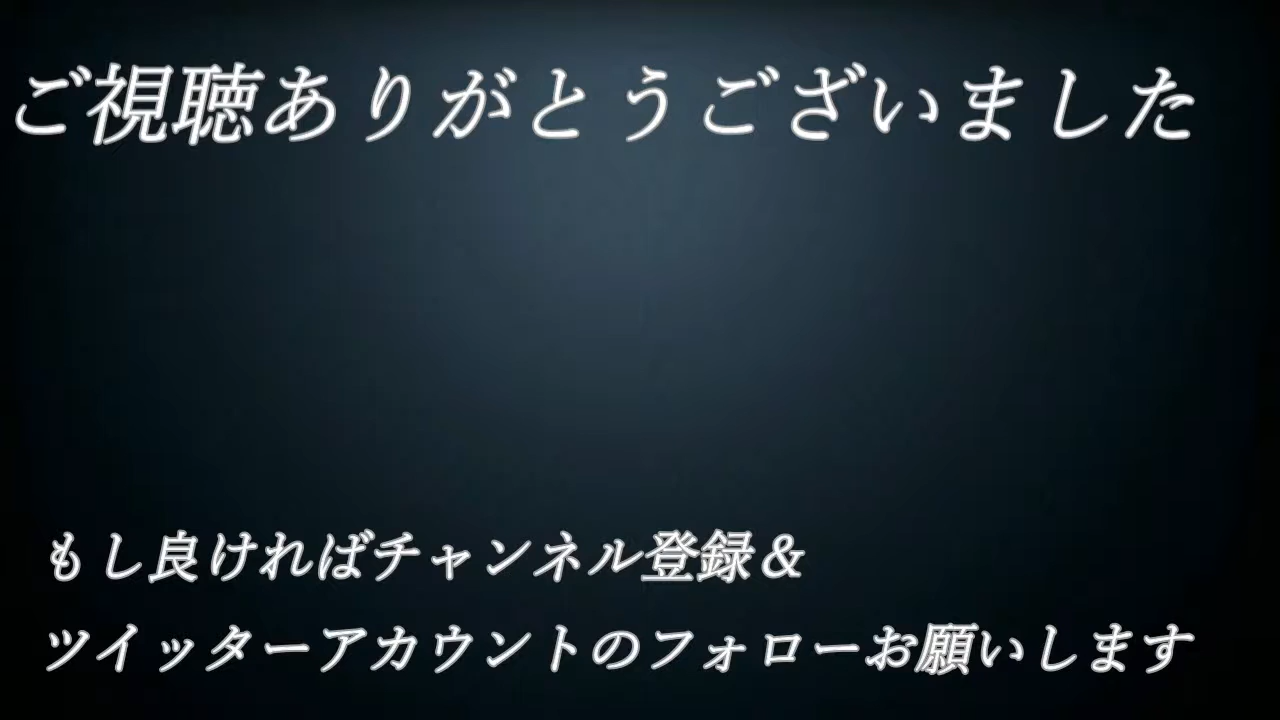 ご視聴ありがとうございました
もし良ければチャンネル登録＆
ツイッターアカウントのフォローお願いします